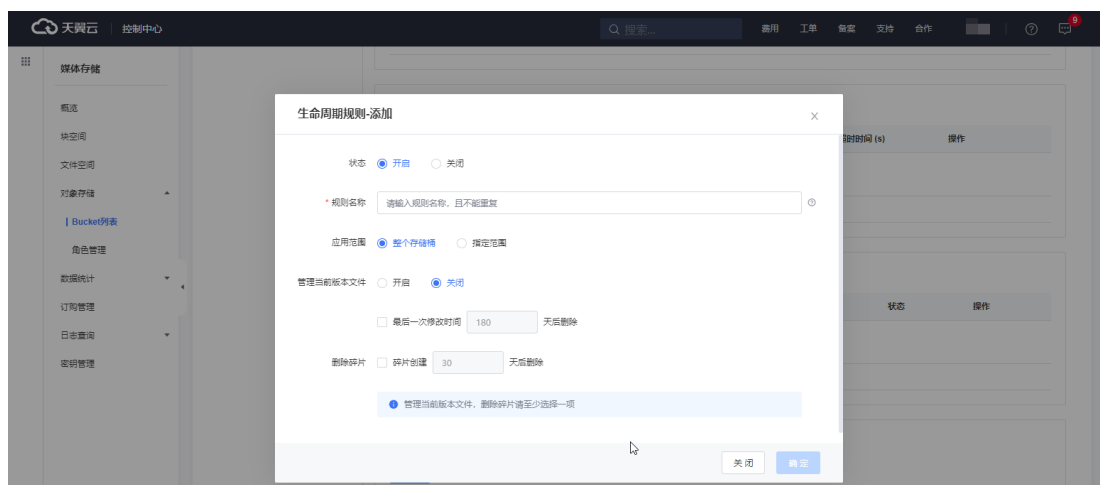 天翼云 控制中心 搜索... 费用 工单 备案 支持 合作 9
媒体存储
概览
块空间
文件空间
对象存储
Bucket列表
角色管理
数据统计
订购管理
日志查询
密钥管理
时时间 (s) 操作
状态 操作
生命周期规则-添加
状态 开启 关闭
* 规则名称 请输入规则名称，且不能重复
应用范围 整个存储桶 指定范围
管理当前版本文件 开启 关闭
最后一次修改时间 180 天后删除
删除碎片 碎片创建 30 天后删除
管理当前版本文件、删除碎片请至少选择一项
关闭 确定